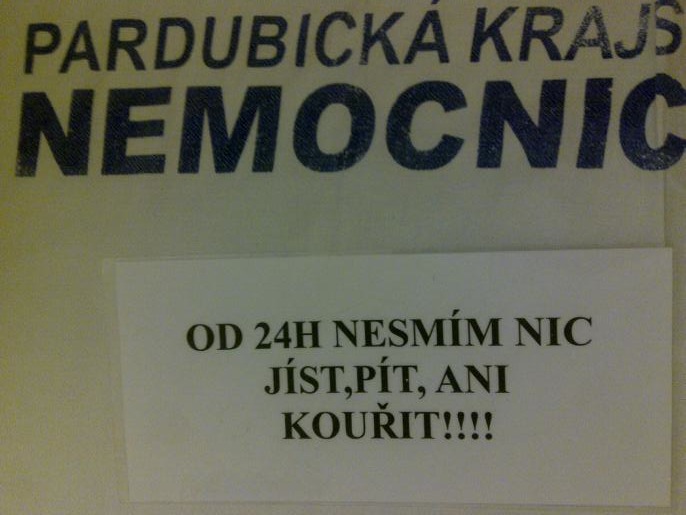 PARDUBICKÁ KRAJS
NEMOCNIC
OD 24H NESMÍM NIC
JÍST,PÍT, ANI
KOUŘIT!!!!